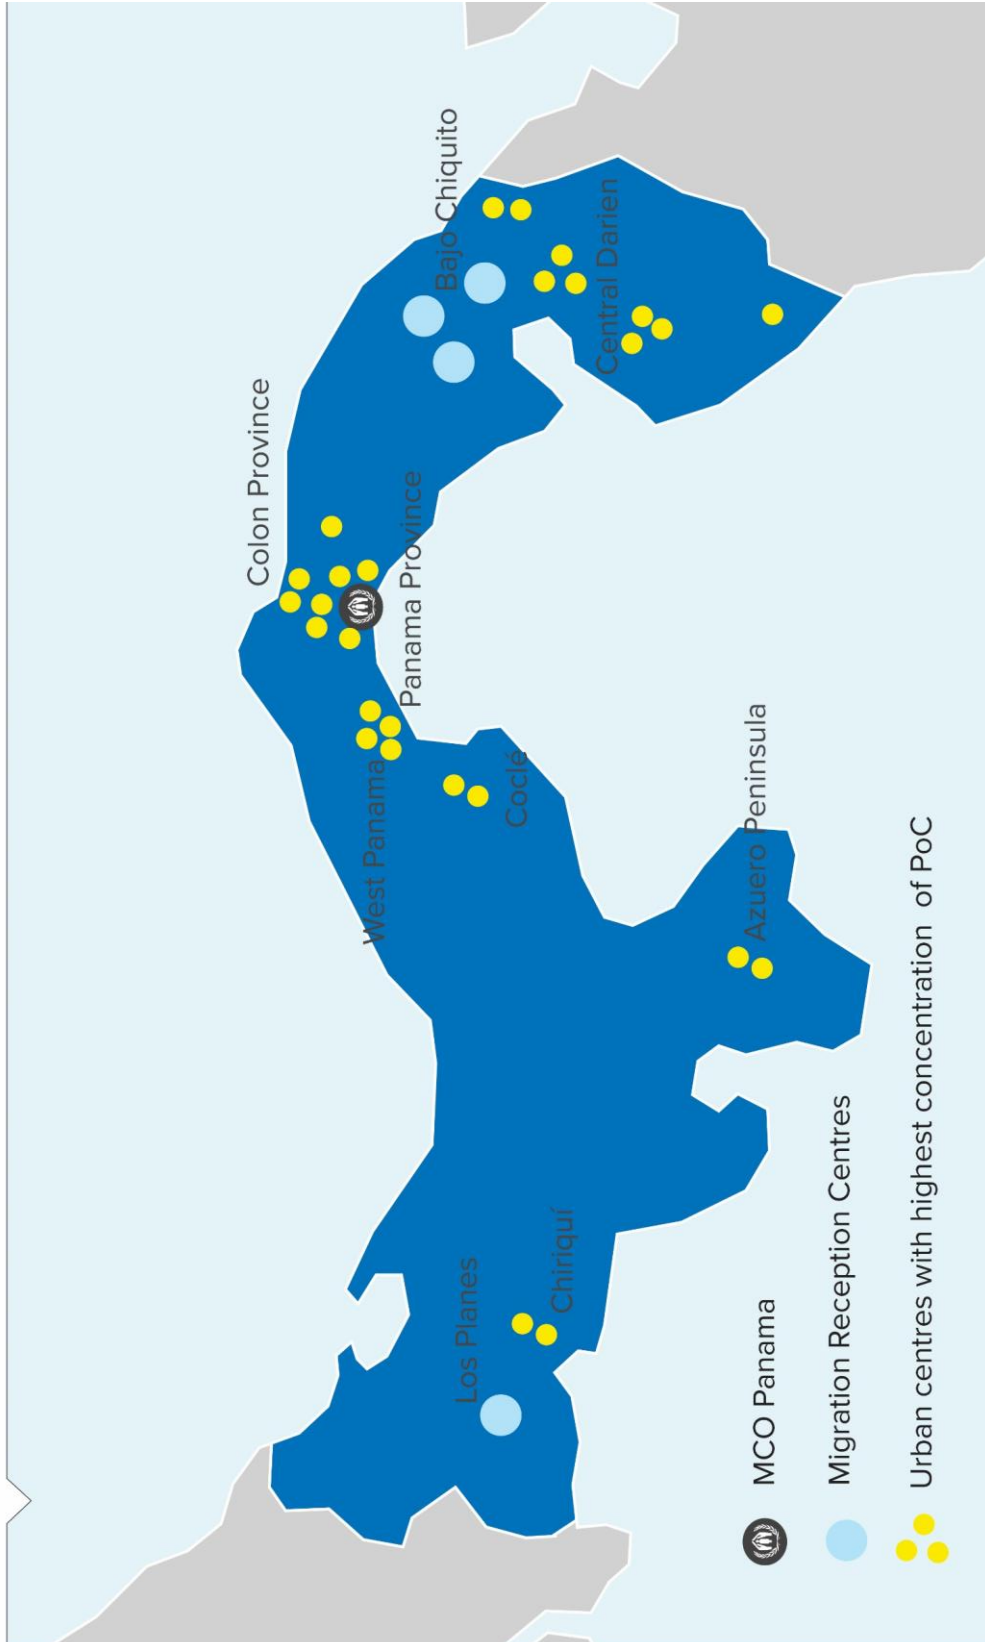 Colon Province
Bajo Chiquito
Panama Province
Central Darien
West Panama
Coclé
Azuero Peninsula
Los Planes
Chiriquí
MCO Panama
Migration Reception Centres
Urban centres with highest concentration of PoC